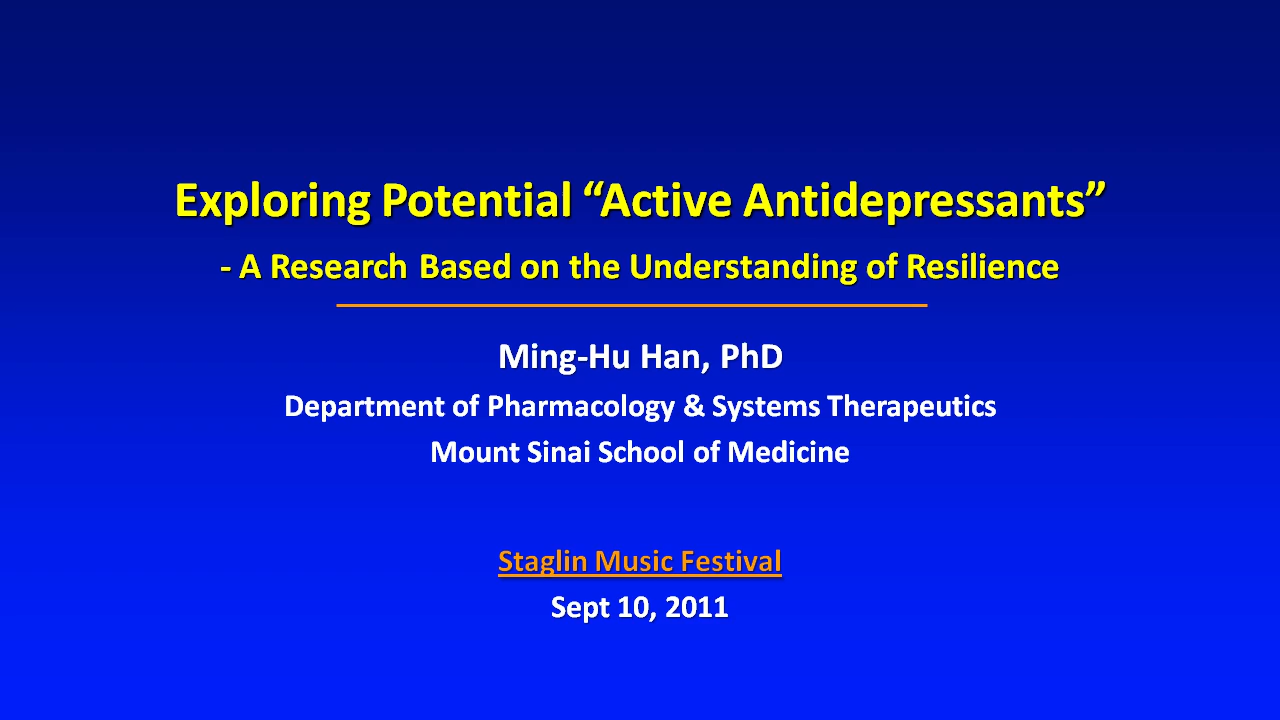 Exploring Potential “Active Antidepressants”
- A Research Based on the Understanding of Resilience
Ming-Hu Han, PhD
Department of Pharmacology & Systems Therapeutics
Mount Sinai School of Medicine
Staglin Music Festival
Sept 10, 2011